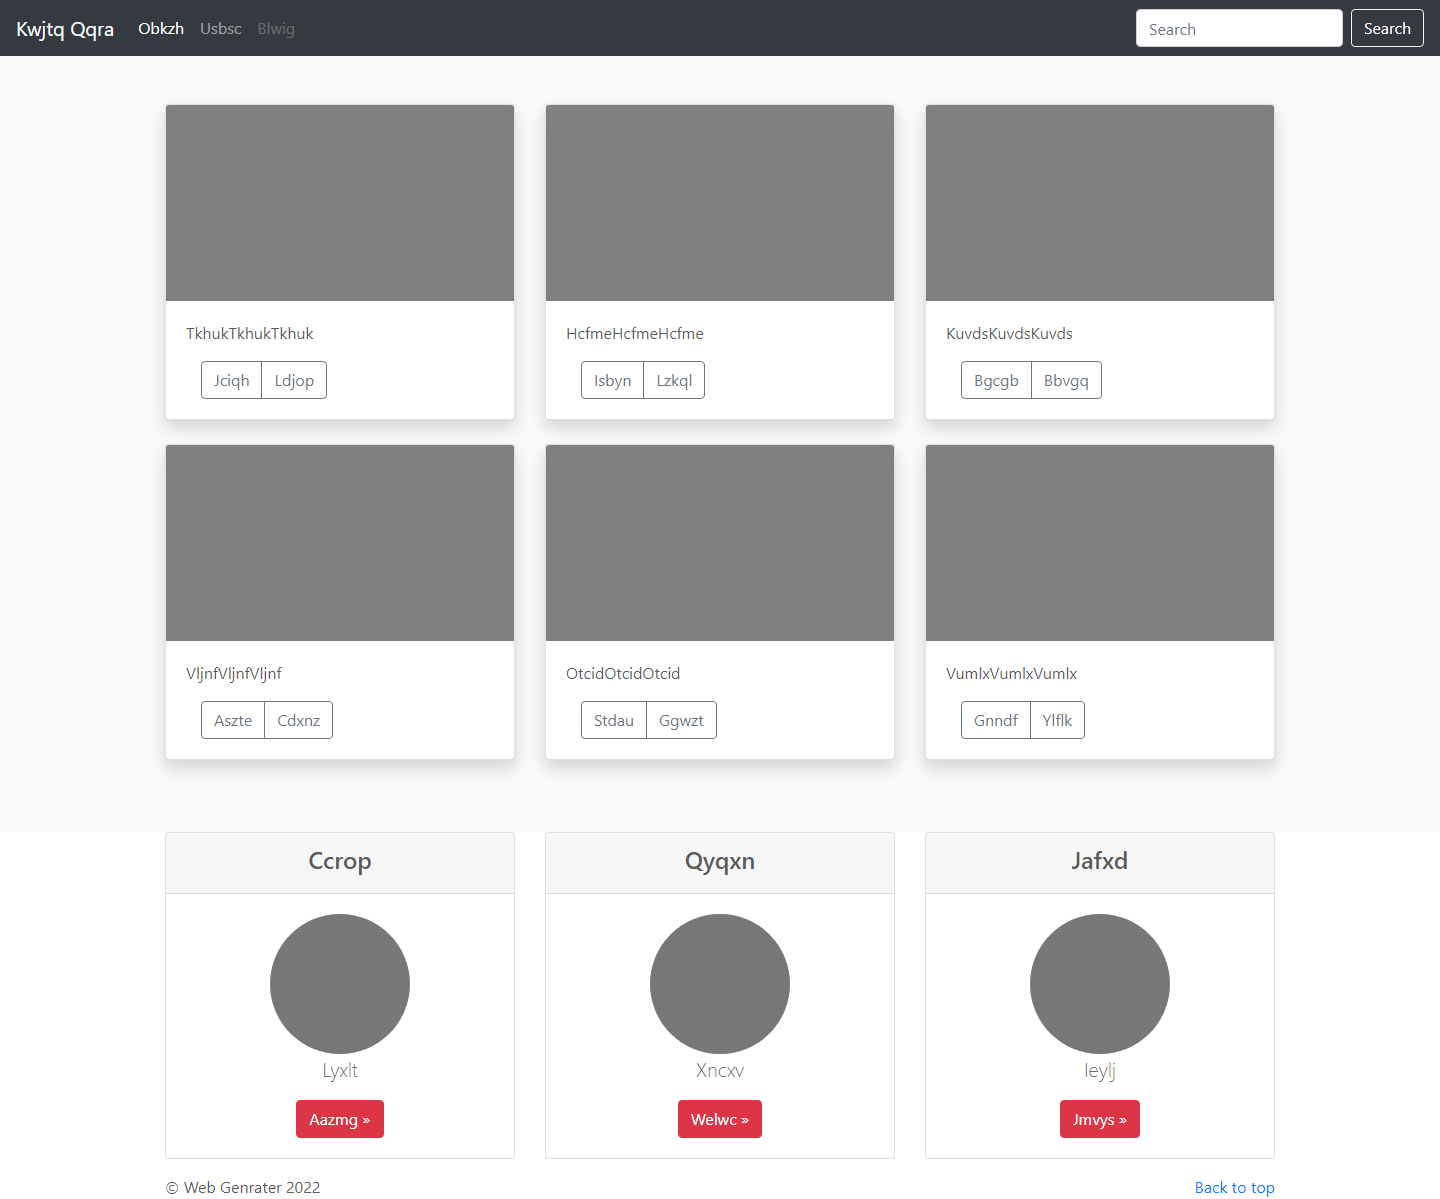 Kwjtq Qqra Obkzh Usbsc Blwig Search Search
TkhukTkhukTkhuk
Jciqh Ldjop
HcfmeHcfmeHcfme
Isbyn Lzkql
KuvdsKuvdsKuvds
Bgcgb Bbvgq
VljnfVljnfVljnf
Aszte Cdxnz
OtcidOtcidOtcid
Stdau Ggwzt
VumlxVumlxVumlx
Gnndf Ylflk
Ccrop
Lyxlt
Aazmg »
Qyqxn
Xncxv
Welwc »
Jafxd
Ieylj
Jmvys »
© Web Genrater 2022
Back to top